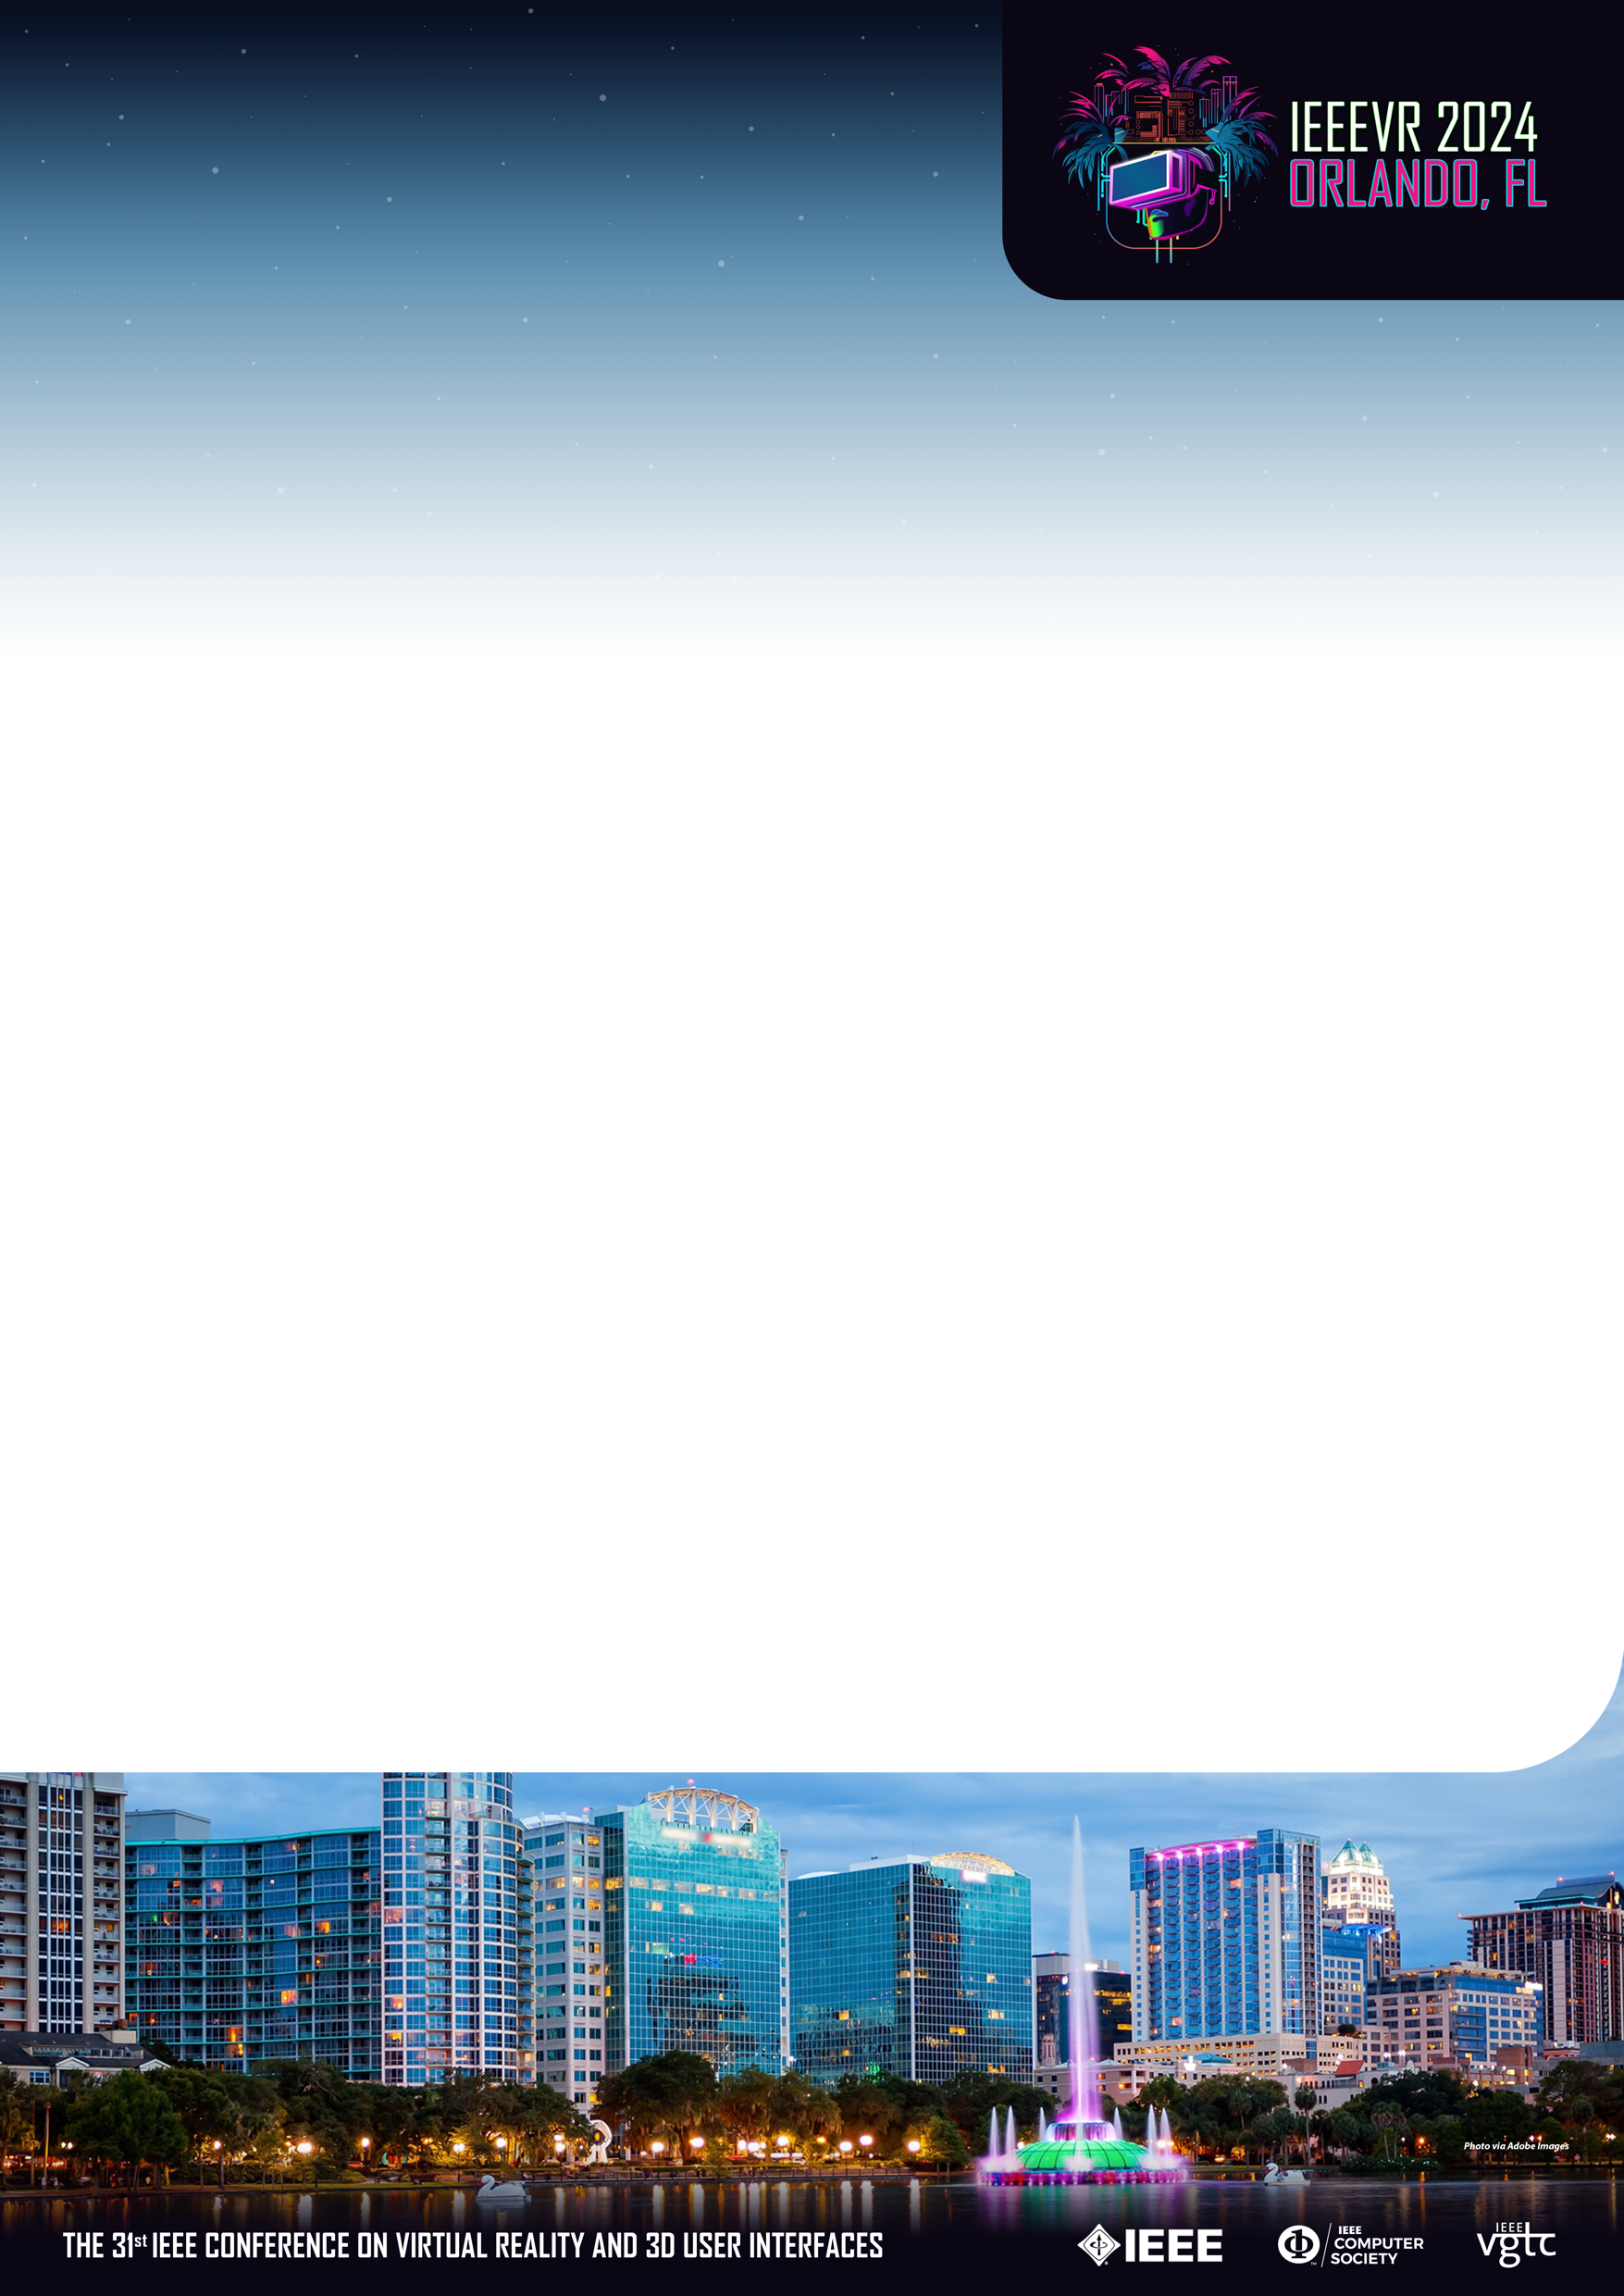 IEEEVR 2024
ORLANDO, FL
Photo via Adobe Images
THE 31st IEEE CONFERENCE ON VIRTUAL REALITY AND 3D USER INTERFACES
IEEE
IEEE
COMPUTER
SOCIETY
IEEE
vgtc